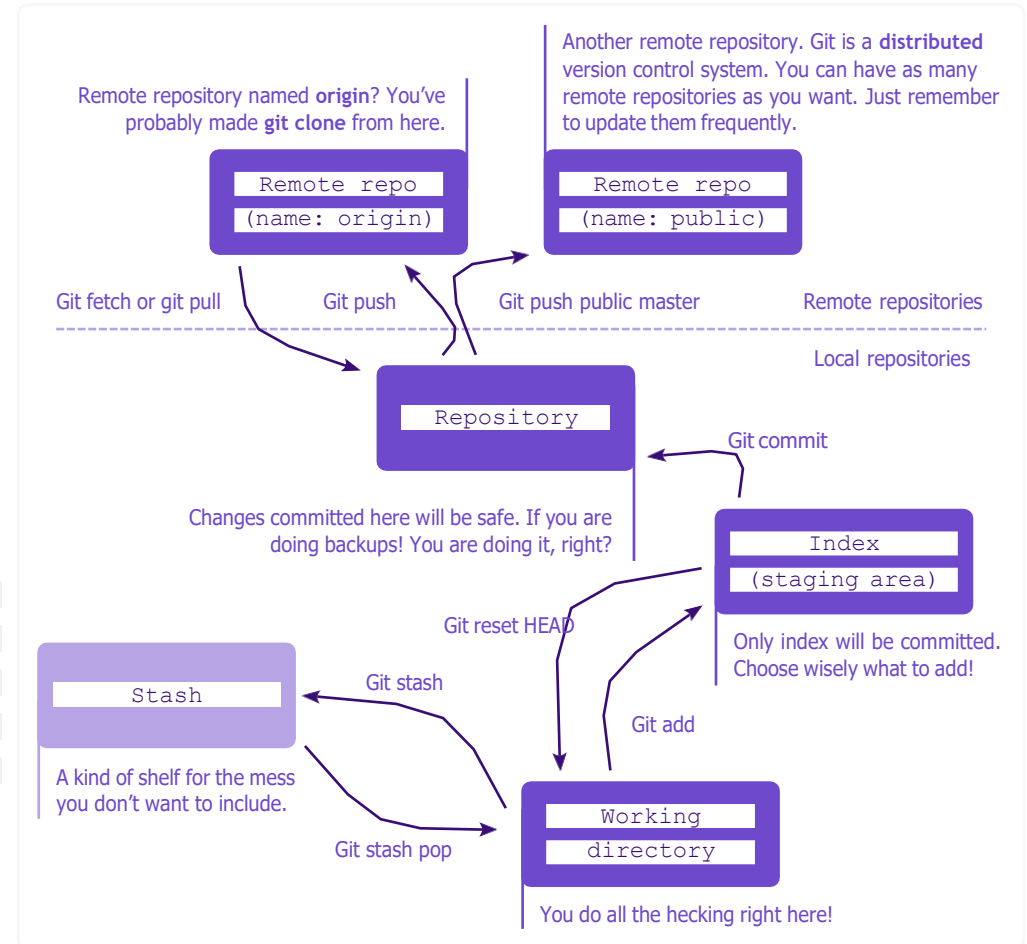 Another remote repository. Git is a distributed
version control system. You can have as many
remote repositories as you want. Just remember
to update them frequently.
Remote repository named origin? You've
probably made git clone from here.
Remote repo
(name: origin)
Remote repo
(name: public)
Git fetch or git pull
Git push
Git push public master
Remote repositories
Local repositories
Repository
Git commit
Changes committed here will be safe. If you are
doing backups! You are doing it, right?
Index
(staging area)
Git reset HEAD
Only index will be committed.
Choose wisely what to add!
Stash
Git stash
Git add
A kind of shelf for the mess
you don't want to include.
Git stash pop
Working
directory
You do all the hecking right here!